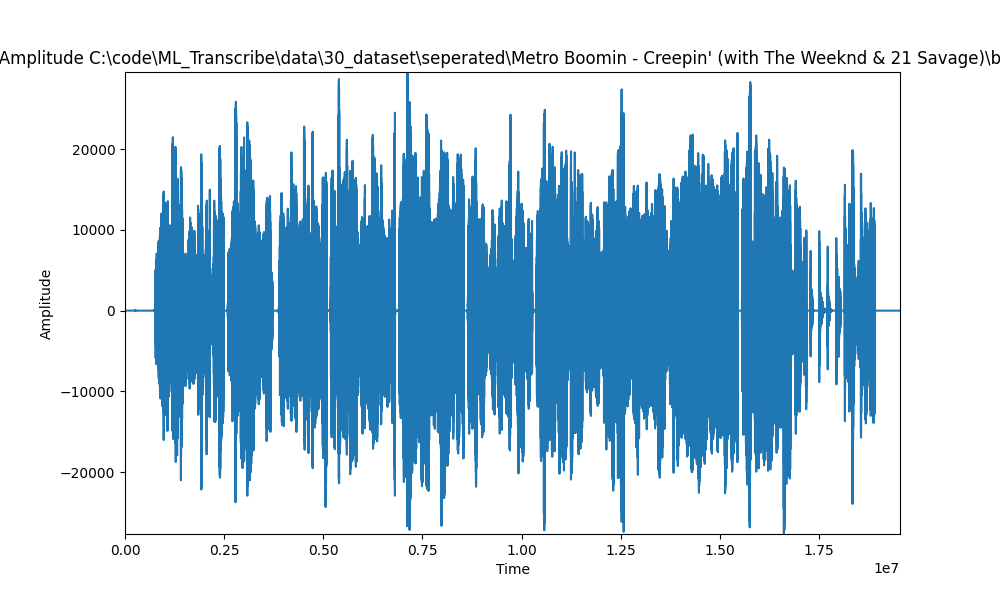 Amplitude C:\code\ML_Transcribe\data\30_dataset\seperated\Metro Boomin - Creepin' (with The Weeknd & 21 Savage)\b
20000
10000
0
−10000
−20000
Amplitude
0.00 0.25 0.50 0.75 1.00 1.25 1.50 1.75
Time
1e7